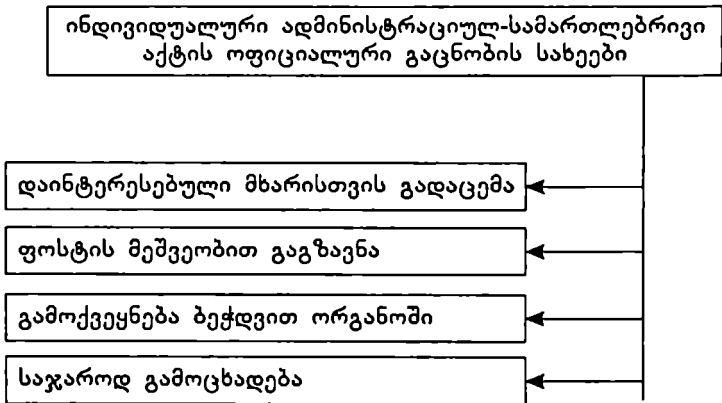 ინდივიდუალური ადმინისტრაციულ-სამართლებრივი
აქტის ოფიციალური გაცნობის სახეები
დაინტერესებული მხარისთვის გადაცემა
ფოსტის მეშვეობით გაგზავნა
გამოქვეყნება ბეჭდვით ორგანოში
საჯაროდ გამოცხადება